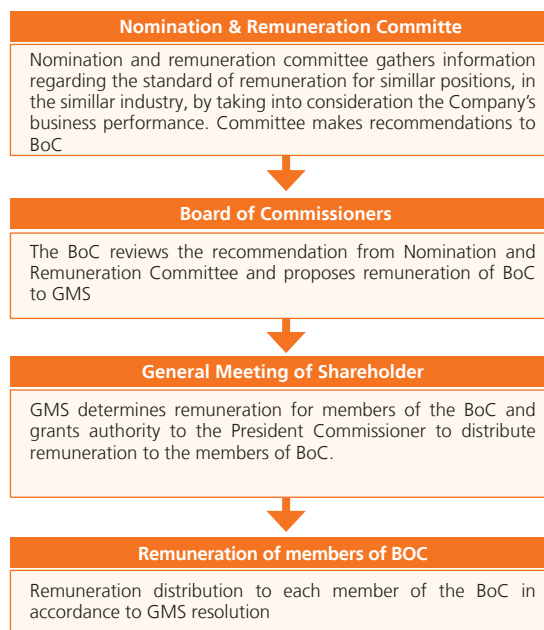 Nomination & Remuneration Committe
Nomination and remuneration committee gathers information
regarding the standard of remuneration for simillar positions, in
the simillar industry, by taking into consideration the Company's
business performance. Committee makes recommendations to
BoC
Board of Commissioners
The BoC reviews the recommendation from Nomination and
Remuneration Committee and proposes remuneration of BoC
to GMS
General Meeting of Shareholder
GMS determines remuneration for members of the BoC and
grants authority to the President Commissioner to distribute
remuneration to the members of BoC.
Remuneration of members of BOC
Remuneration distribution to each member of the BoC in
accordance to GMS resolution